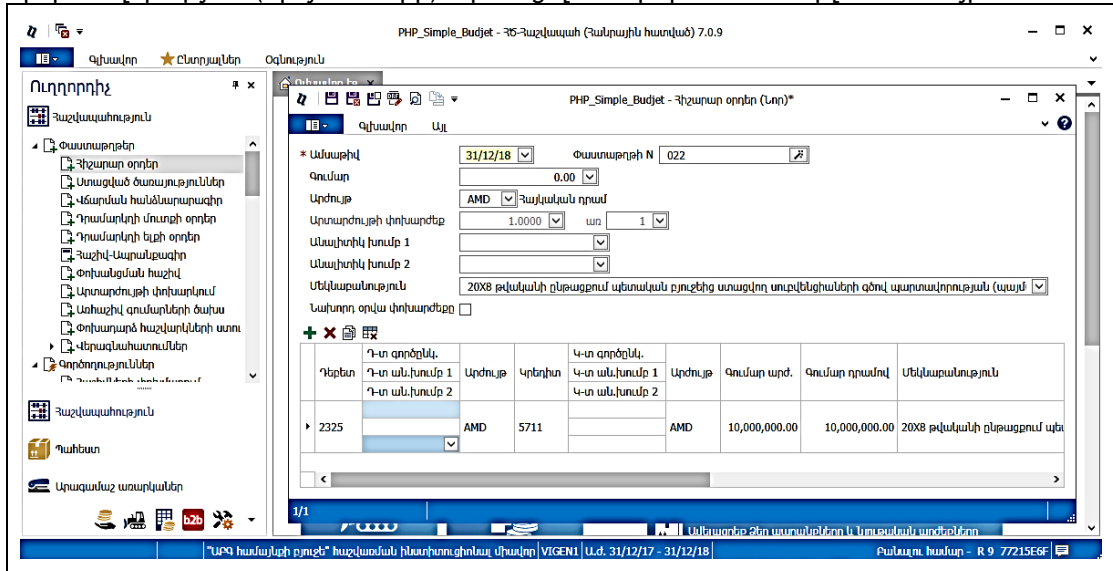 PHP_Simple_Budjet - ՀԾ-Հաշվապահ (Հանրային հատված) 7.0.9
Գլխավոր Ընտրյալներ Օգնություն
Ուղղորդիչ
Հաշվապահություն
Փաստաթղթեր
Հիշարար օրդեր
Ստացված ծառայություններ
Վճարման հանձնարարագիր
Դրամարկղի մուտքի օրդեր
Դրամարկղի ելքի օրդեր
Հաշիվ-Ապրանքագիր
Փոխանցման հաշիվ
Արտարժույթի փոխարկում
Առհաշիվ գումարների ծախս
Փոխադարձ հաշվարկների ստու
Վերագնահատումներ
Գործողություններ
Հաշվապահություն
Պահեստ
Արագամաշ առարկաներ
PHP_Simple_Budjet - Հիշարար օրդեր (Նոր)*
Գլխավոր Այլ
* Ամսաթիվ 31/12/18 Փաստաթղթի N 022
Գումար 0.00
Արժույթ AMD Հայկական դրամ
Արտարժույթի փոխարժեք 1.0000 առ 1
Անալիտիկ խումբ 1
Անալիտիկ խումբ 2
Մեկնաբանություն 20X8 թվականի ընթացքում պետական բյուջեից ստացվող սուբվենցիաների գծով պարտավորության (պայմ
Նախորդ օրվա փոխարժեքը
Դեբետ Դ-տ գործընկ. Արժույթ Կրեդիտ Կ-տ գործընկ. Արժույթ Գումար արժ. Գումար դրամով Մեկնաբանություն
Դ-տ ան.խումբ 1 Կ-տ ան.խումբ 1
Դ-տ ան.խումբ 2 Կ-տ ան.խումբ 2
2325 AMD 5711 AMD 10,000,000.00 10,000,000.00 20X8 թվականի ընթացքում պետ
1/1
b2b
"ԱԲԳ համայնքի բյուջե" հաշվառման ինստիտուցիոնալ միավոր VIGEN1 Ա.ժ. 31/12/17 - 31/12/18 Բանալու համար - R 9 77215E6F